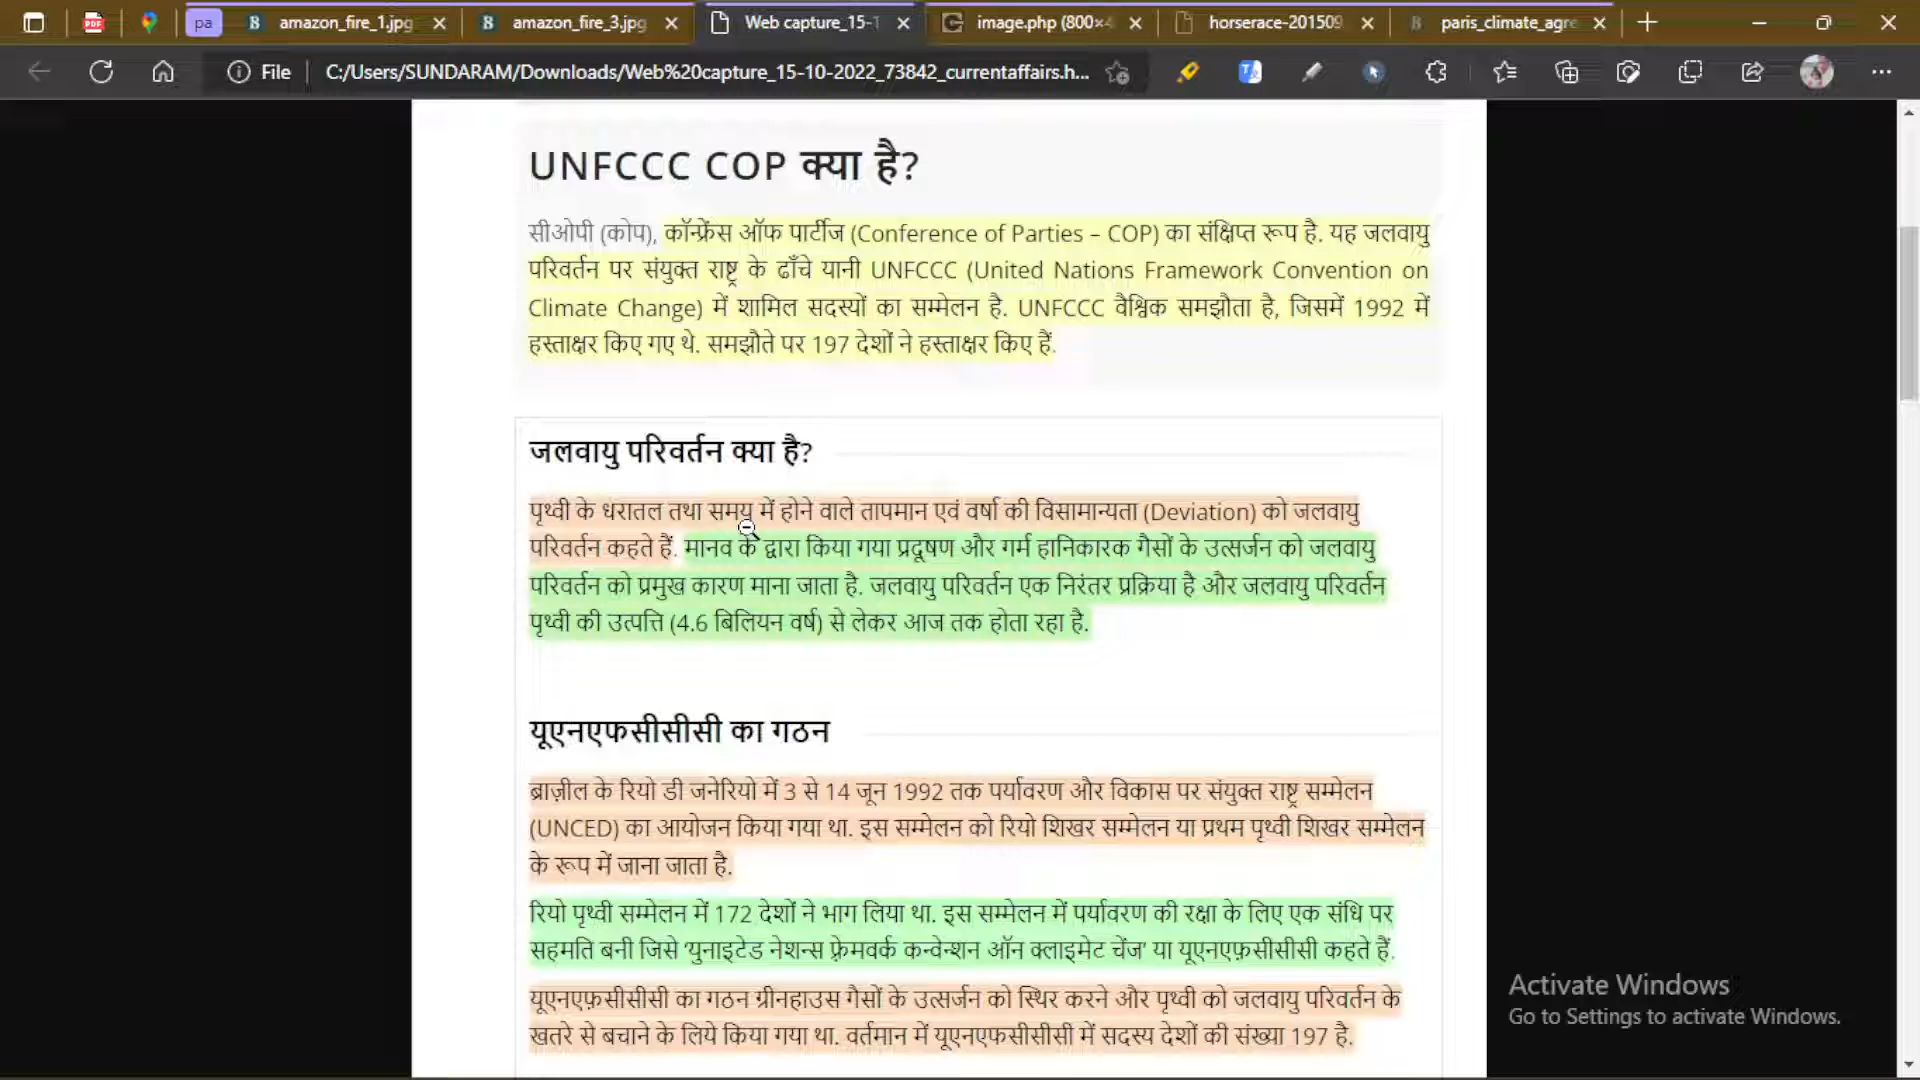 pa
amazon_fire_1.jpg
amazon_fire_3.jpg
Web capture_15-1
image.php (800×4
horserace-201509
paris_climate_agre
File
C:/Users/SUNDARAM/Downloads/Web%20capture_15-10-2022_73842_currentaffairs.h...
UNFCCC COP क्या है?
सीओपी (कोप), कॉन्फ्रेंस ऑफ पार्टीज (Conference of Parties – COP) का संक्षिप्त रूप है. यह जलवायु
परिवर्तन पर संयुक्त राष्ट्र के ढाँचे यानी UNFCCC (United Nations Framework Convention on
Climate Change) में शामिल सदस्यों का सम्मेलन है. UNFCCC वैश्विक समझौता है, जिसमें 1992 में
हस्ताक्षर किए गए थे. समझौते पर 197 देशों ने हस्ताक्षर किए हैं.
जलवायु परिवर्तन क्या है?
पृथ्वी के धरातल तथा समय में होने वाले तापमान एवं वर्षा की विसामान्यता (Deviation) को जलवायु
परिवर्तन कहते हैं. मानव के द्वारा किया गया प्रदूषण और गर्म हानिकारक गैसों के उत्सर्जन को जलवायु
परिवर्तन को प्रमुख कारण माना जाता है. जलवायु परिवर्तन एक निरंतर प्रक्रिया है और जलवायु परिवर्तन
पृथ्वी की उत्पत्ति (4.6 बिलियन वर्ष) से लेकर आज तक होता रहा है.
यूएनएफसीसीसी का गठन
ब्राज़ील के रियो डी जनेरियो में 3 से 14 जून 1992 तक पर्यावरण और विकास पर संयुक्त राष्ट्र सम्मेलन
(UNCED) का आयोजन किया गया था. इस सम्मेलन को रियो शिखर सम्मेलन या प्रथम पृथ्वी शिखर सम्मेलन
के रूप में जाना जाता है.
रियो पृथ्वी सम्मेलन में 172 देशों ने भाग लिया था. इस सम्मेलन में पर्यावरण की रक्षा के लिए एक संधि पर
सहमति बनी जिसे ‘युनाइटेड नेशन्स फ़्रेमवर्क कन्वेन्शन ऑन क्लाइमेट चेंज’ या यूएनएफ़सीसीसी कहते हैं.
यूएनएफ़सीसीसी का गठन ग्रीनहाउस गैसों के उत्सर्जन को स्थिर करने और पृथ्वी को जलवायु परिवर्तन के
खतरे से बचाने के लिये किया गया था. वर्तमान में यूएनएफसीसीसी में सदस्य देशों की संख्या 197 है.
Activate Windows
Go to Settings to activate Windows.